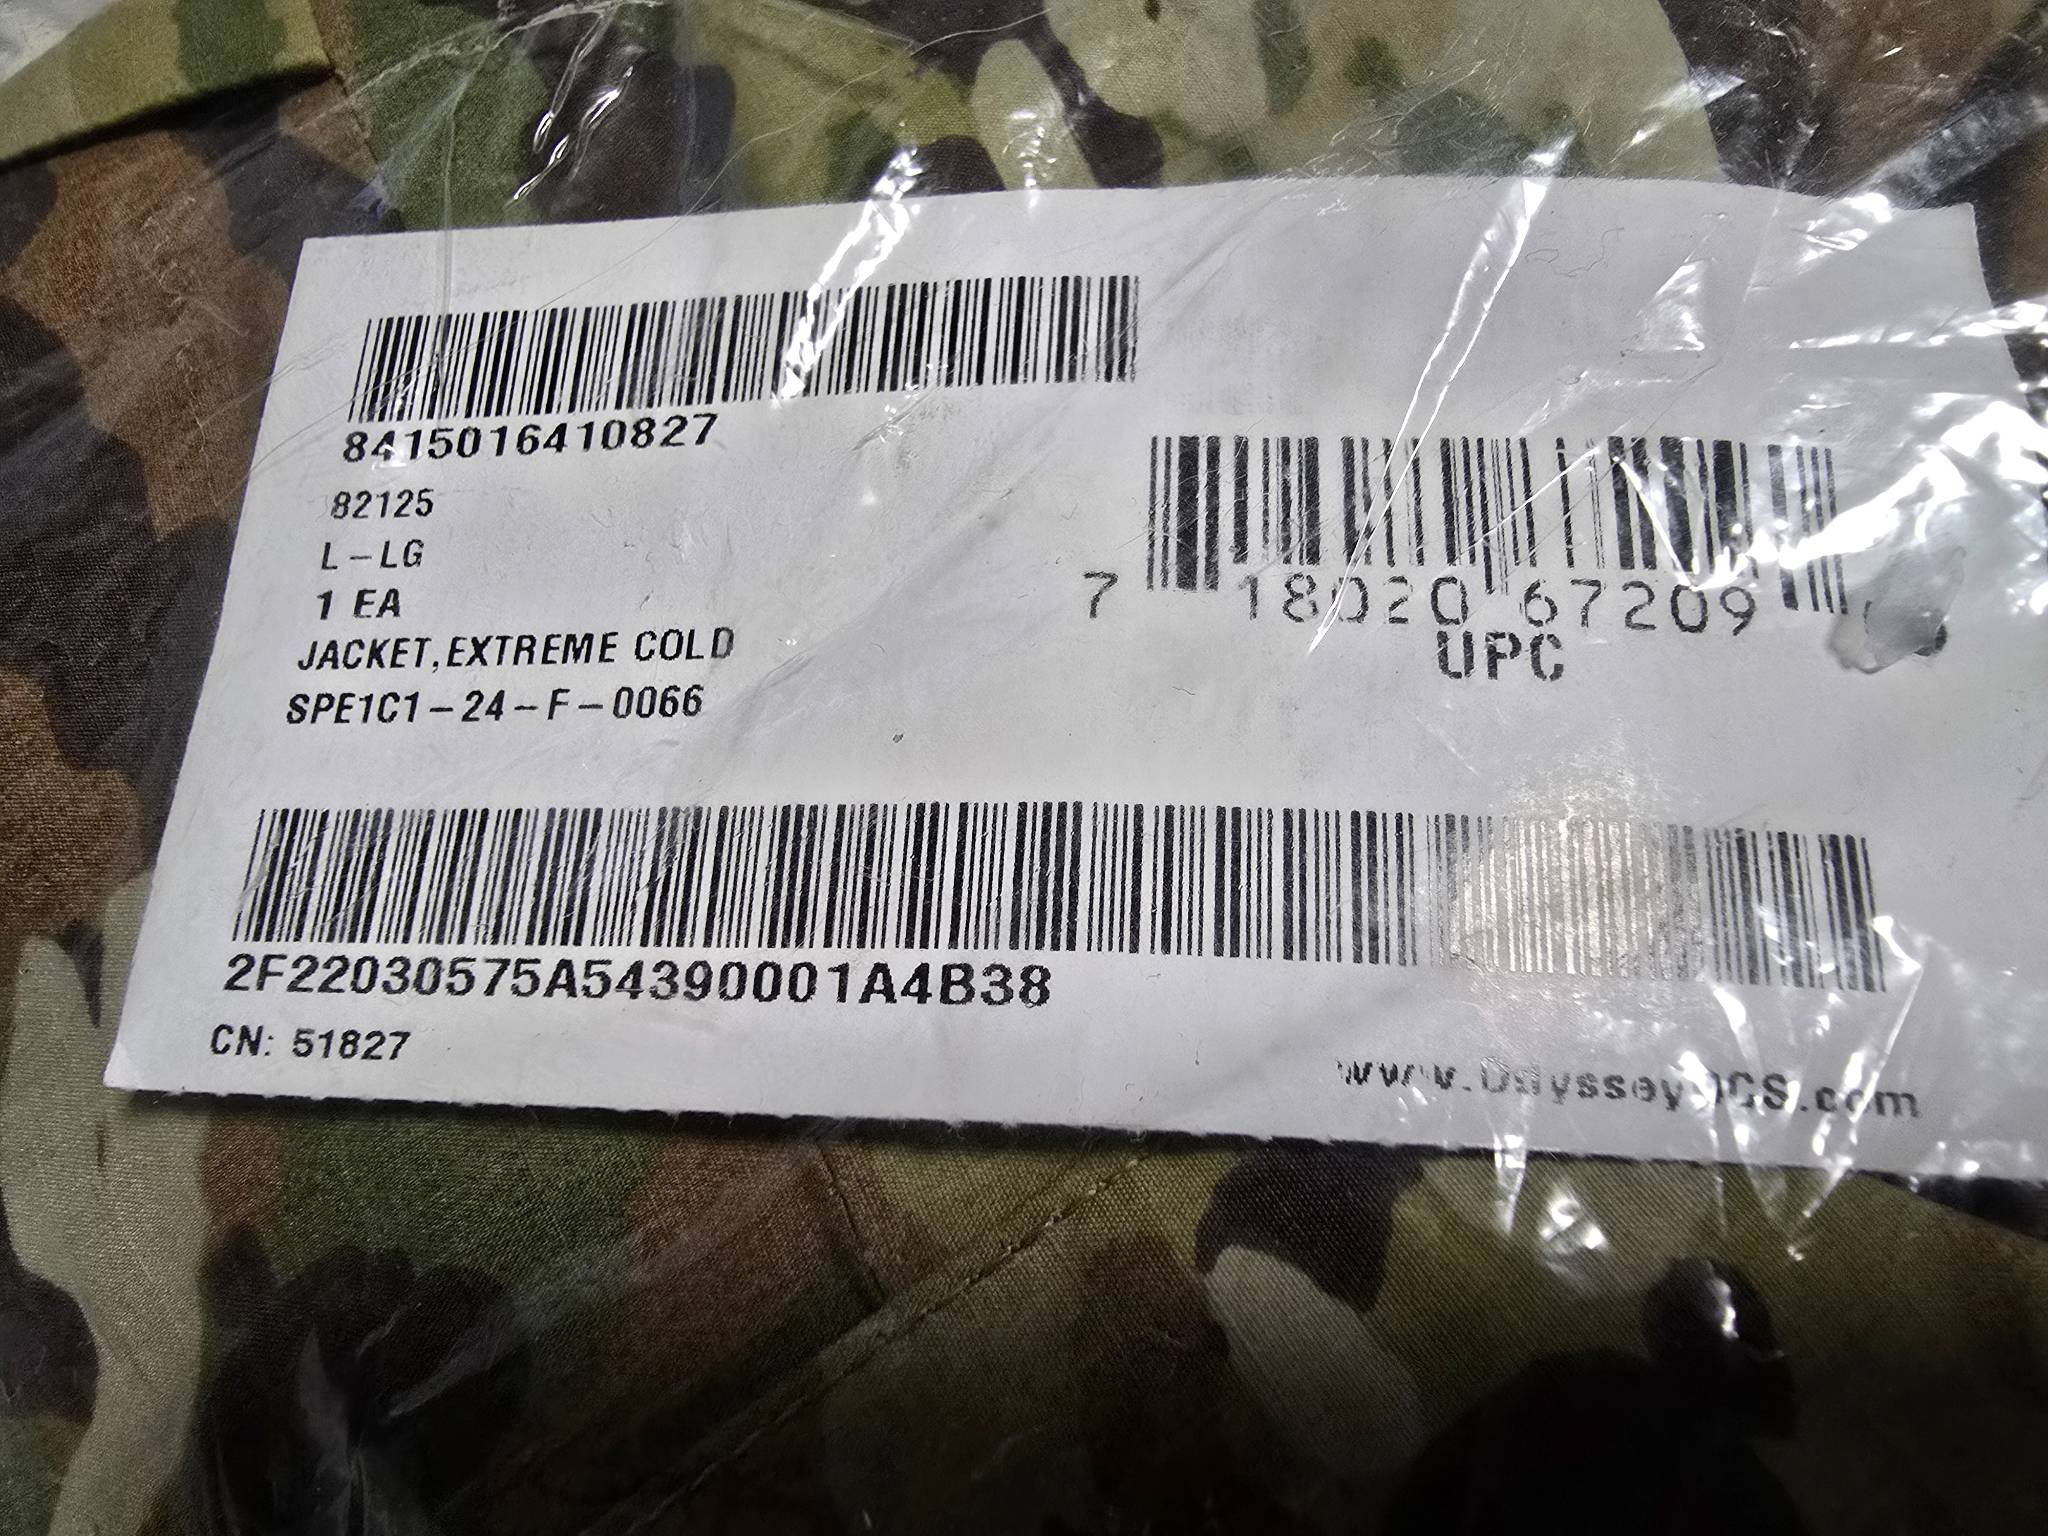 8415016410827
82125
L-LG
1 EA
JACKET,EXTREME COLD
SPE1C1-24-F-0066
7 18020 67209
UPC
2F22030575A54390001A4B38
CN: 51827